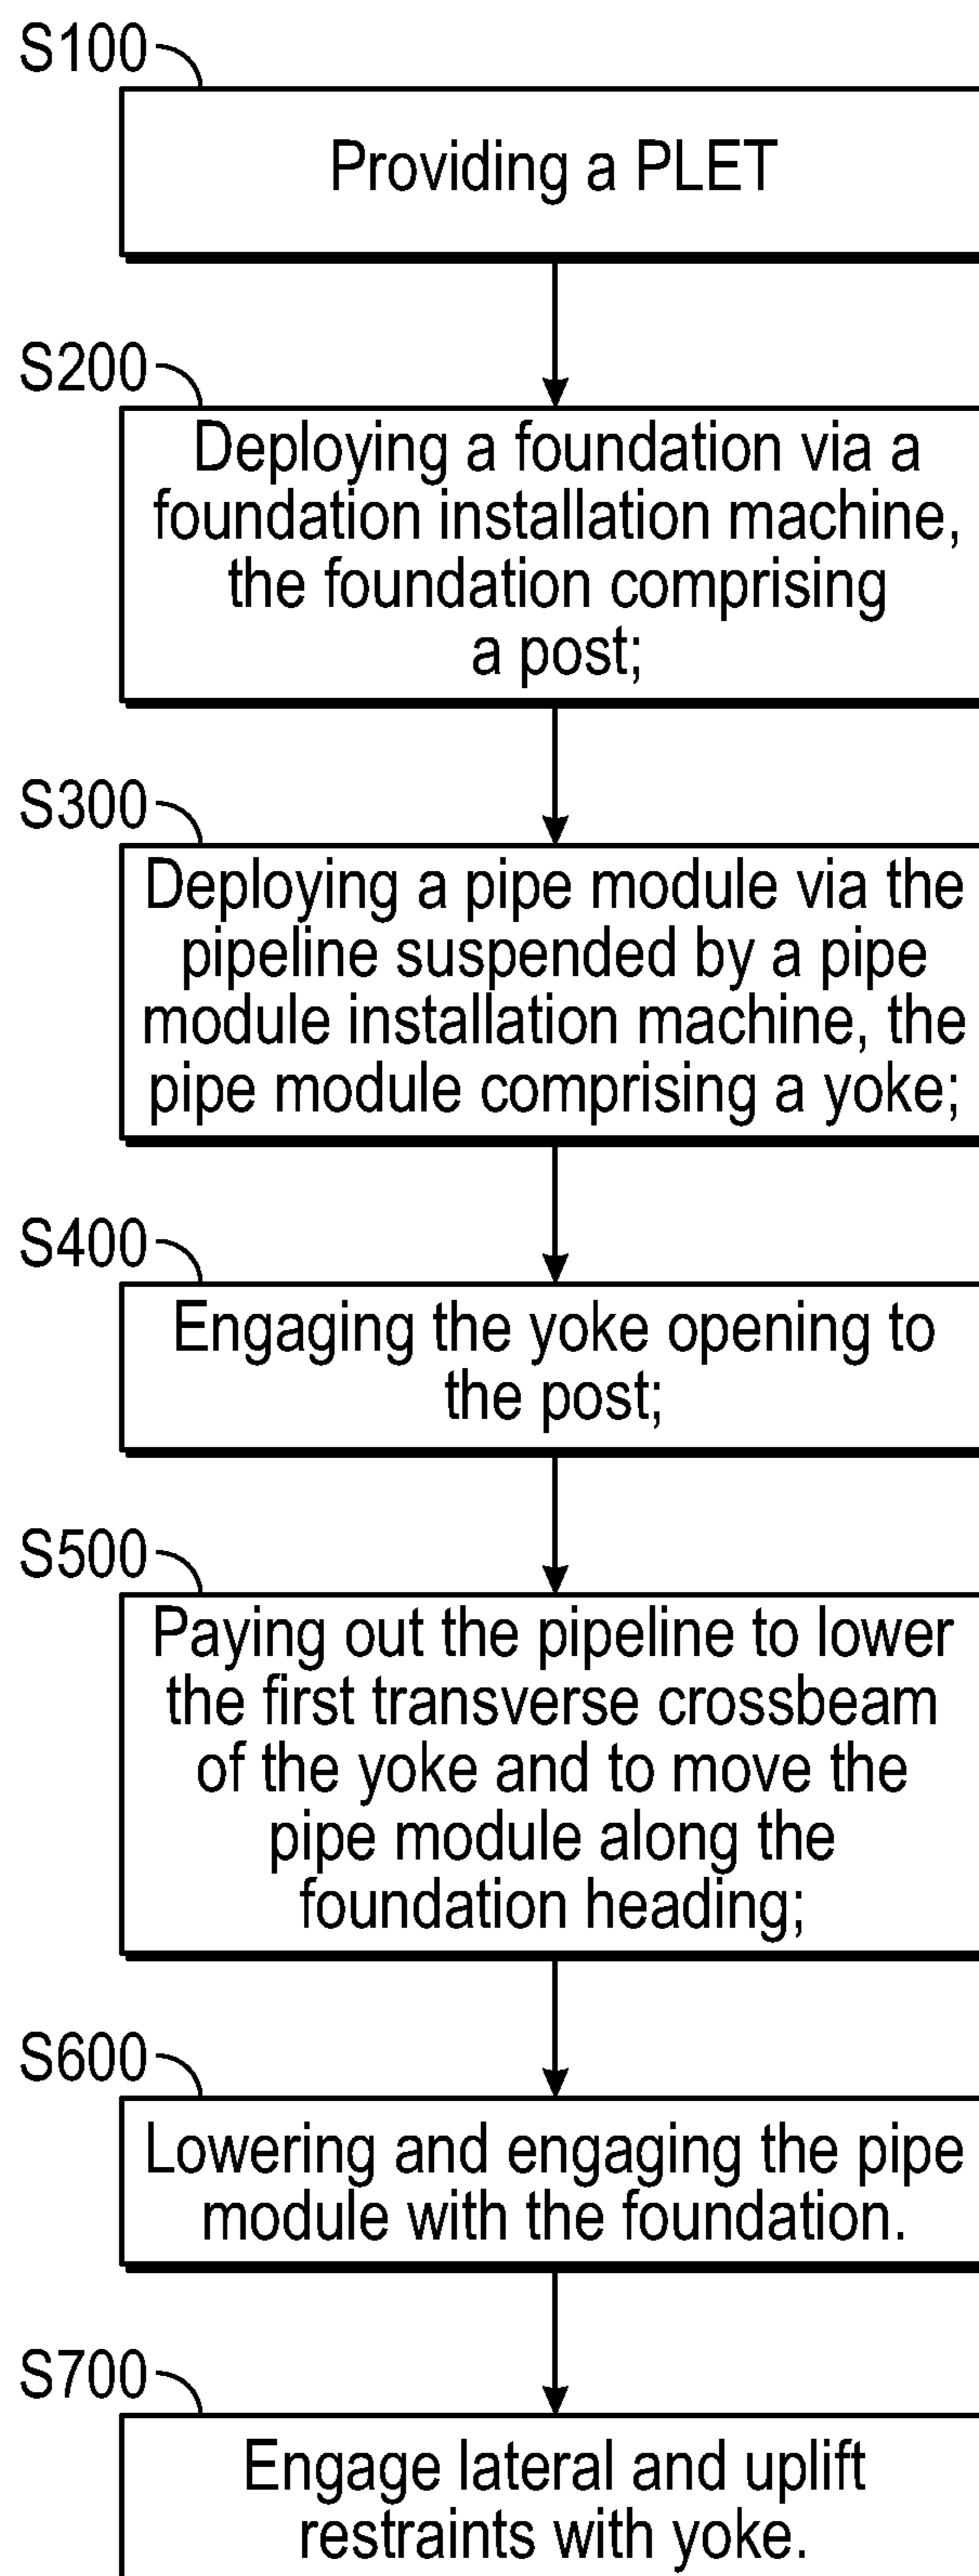 S100
Providing a PLET
S200
Deploying a foundation via a
foundation installation machine,
the foundation comprising
a post;
S300
Deploying a pipe module via the
pipeline suspended by a pipe
module installation machine, the
pipe module comprising a yoke;
S400
Engaging the yoke opening to
the post;
S500
Paying out the pipeline to lower
the first transverse crossbeam
of the yoke and to move the
pipe module along the
foundation heading;
S600
Lowering and engaging the pipe
module with the foundation.
S700
Engage lateral and uplift
restraints with yoke.